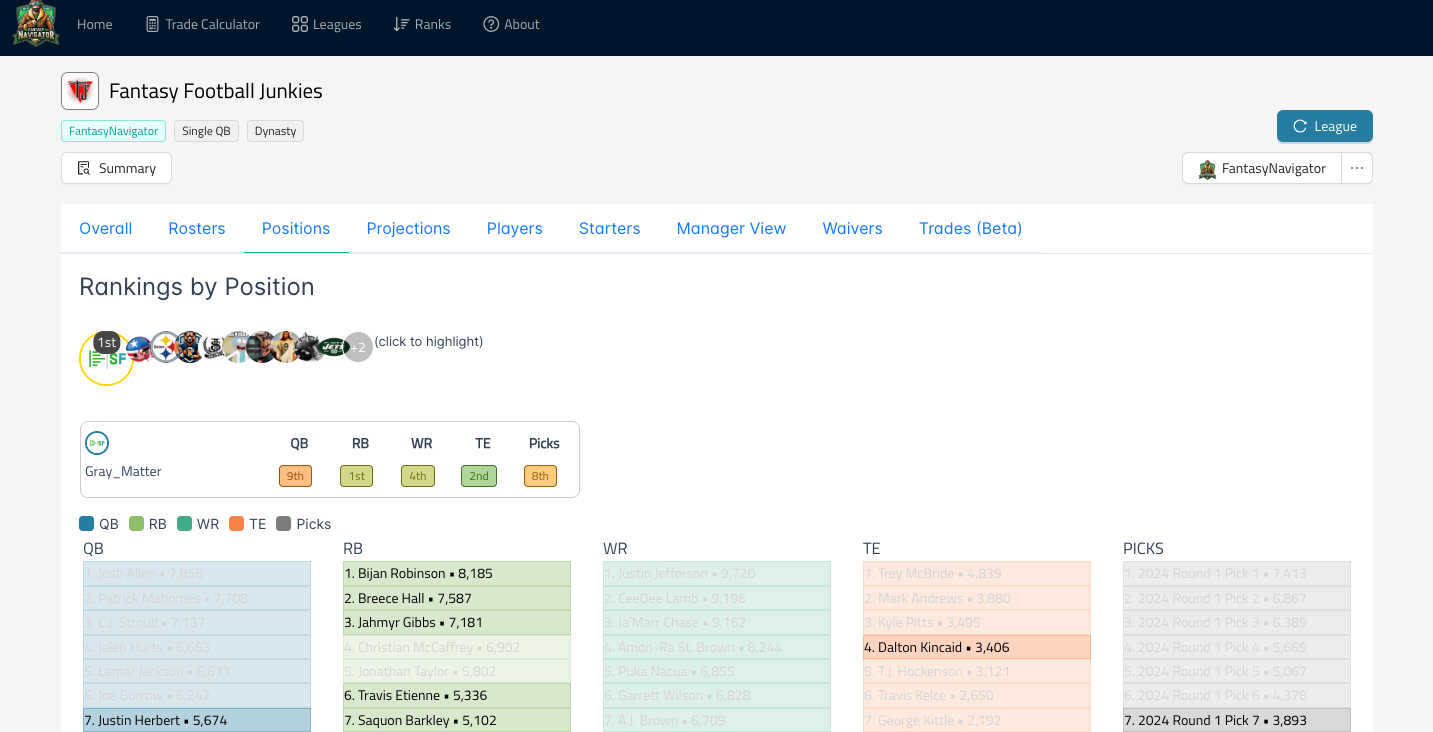 Home Trade Calculator Leagues Ranks About
Fantasy Football Junkies
FantasyNavigator Single QB Dynasty
League
Summary
FantasyNavigator ...
Overall Rosters Positions Projections Players Starters Manager View Waivers Trades (Beta)
Rankings by Position
1st
SF
JETS
+2
(click to highlight)
QB RB WR TE Picks
Gray_Matter
9th 1st 4th 2nd 8th
QB RB WR TE Picks
QB RB WR TE PICKS
1. Josh Allen • 7,855 1. Bijan Robinson • 8,185 1. Justin Jefferson • 9,720 1. Trey McBride • 4,839 1. 2024 Round 1 Pick 1 • 7,413
2. Patrick Mahomes • 7,708 2. Breece Hall • 7,587 2. CeeDee Lamb • 9,196 2. Mark Andrews • 3,880 2. 2024 Round 1 Pick 2 • 6,867
3. C.J. Stroud • 7,137 3. Jahmyr Gibbs • 7,181 3. Ja'Marr Chase • 9,162 3. Kyle Pitts • 3,495 3. 2024 Round 1 Pick 3 • 6,389
4. Jalen Hurts • 6,663 4. Christian McCaffrey • 6,902 4. Amon-Ra St. Brown • 8,244 4. Dalton Kincaid • 3,406 4. 2024 Round 1 Pick 4 • 5,669
5. Lamar Jackson • 6,611 5. Jonathan Taylor • 5,802 5. Puka Nacua • 6,855 5. T.J. Hockenson • 3,121 5. 2024 Round 1 Pick 5 • 5,067
6. Joe Burrow • 6,242 6. Travis Etienne • 5,336 6. Garrett Wilson • 6,828 6. Travis Kelce • 2,650 6. 2024 Round 1 Pick 6 • 4,378
7. Justin Herbert • 5,674 7. Saquon Barkley • 5,102 7. A.J. Brown • 6,709 7. George Kittle • 2,192 7. 2024 Round 1 Pick 7 • 3,893